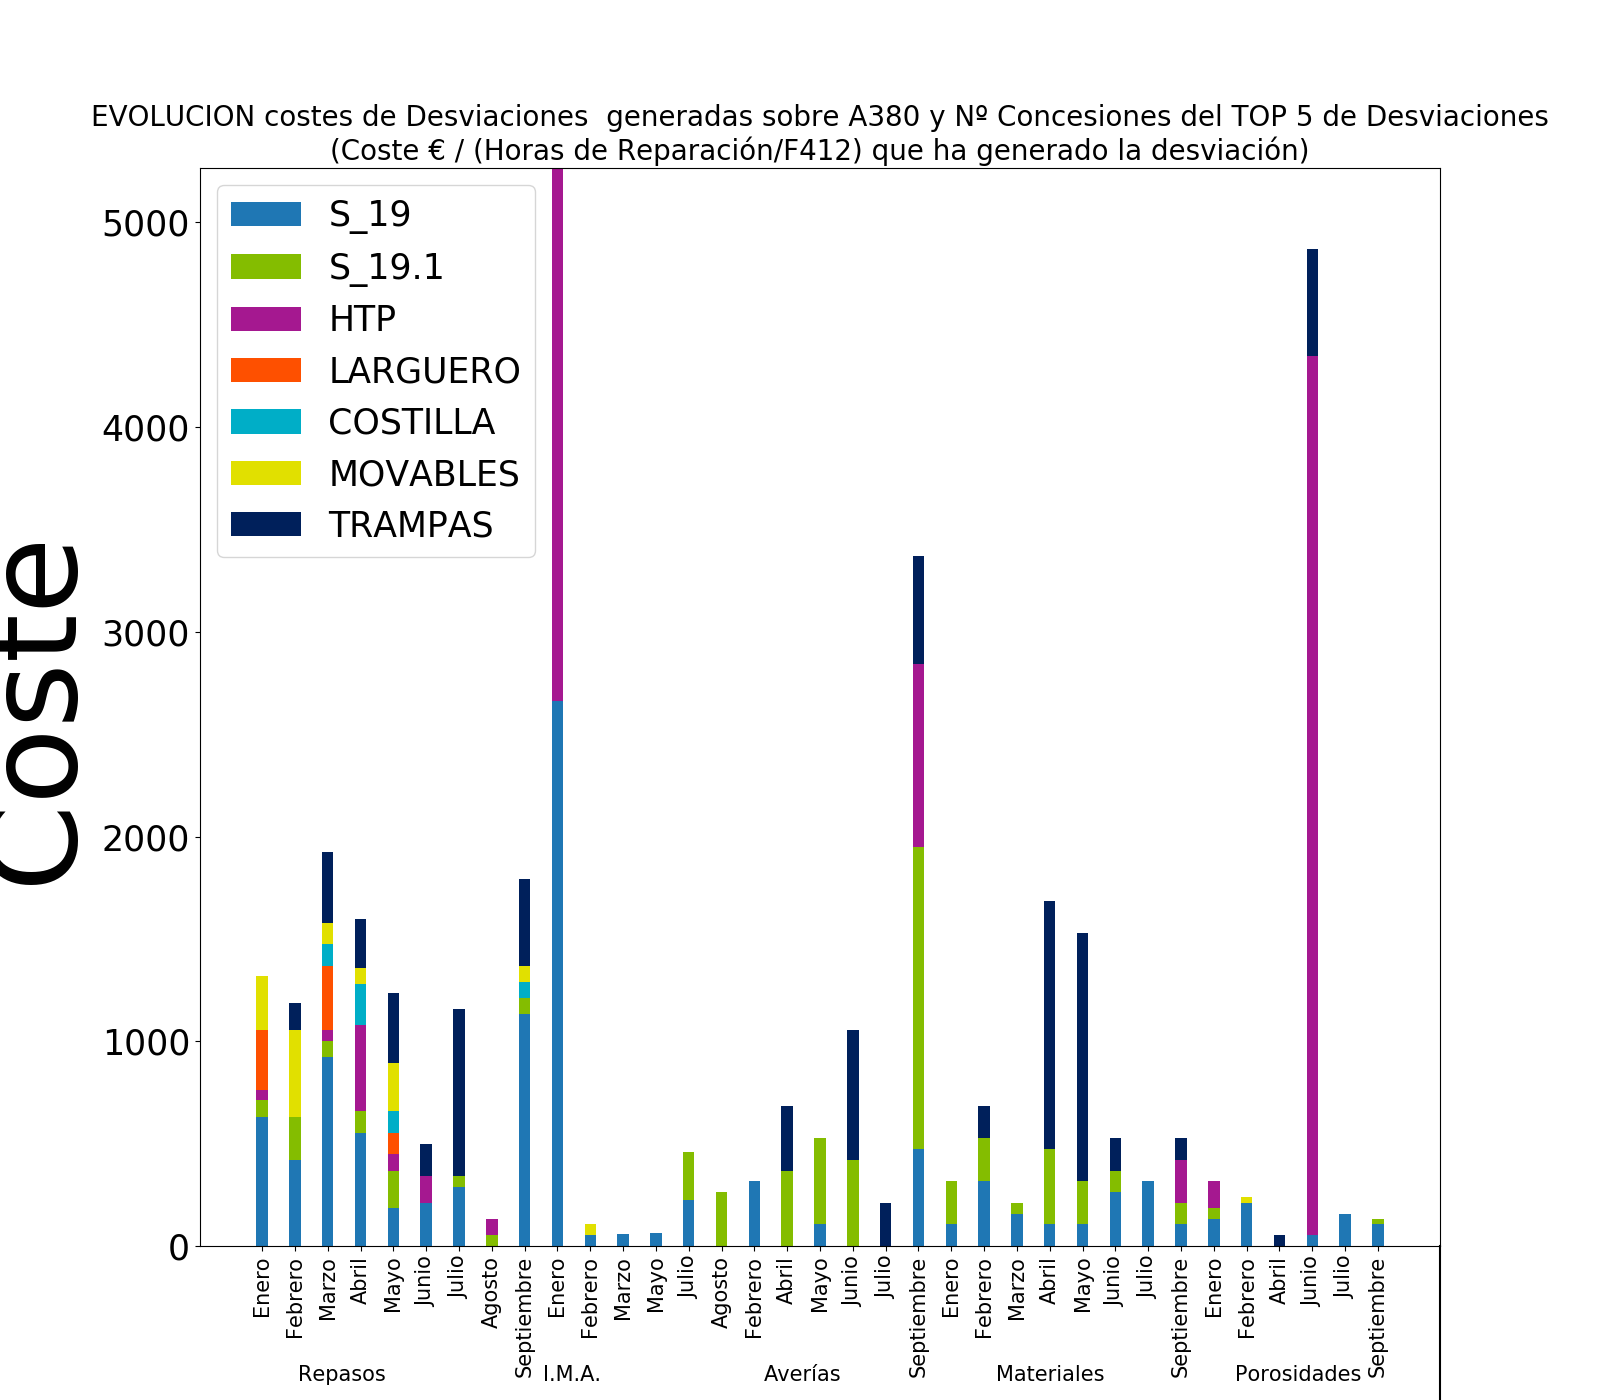 EVOLUCION costes de Desviaciones  generadas sobre A380 y Nº Concesiones del TOP 5 de Desviaciones
(Coste € / (Horas de Reparación/F412) que ha generado la desviación)
Coste
5000
4000
3000
2000
1000
0
S_19
S_19.1
HTP
LARGUERO
COSTILLA
MOVABLES
TRAMPAS
Enero
Febrero
Marzo
Abril
Mayo
Junio
Julio
Agosto
Septiembre
Enero
Febrero
Marzo
Mayo
Julio
Agosto
Febrero
Abril
Mayo
Junio
Julio
Septiembre
Enero
Febrero
Marzo
Abril
Mayo
Junio
Julio
Septiembre
Enero
Febrero
Abril
Junio
Julio
Septiembre
Repasos
I.M.A.
Averías
Materiales
Porosidades